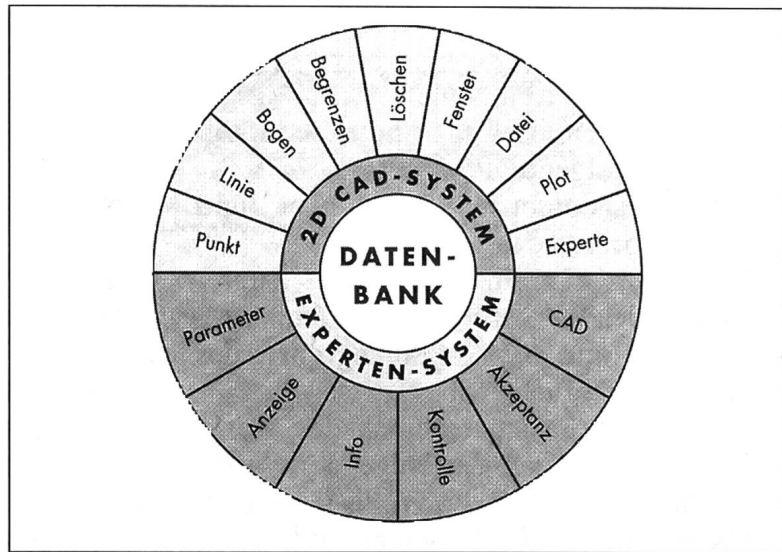 Punkt
Linie
Bogen
Begrenzen
Löschen
Fenster
Datei
Plot
Experte
2D CAD-SYSTEM
DATEN-
BANK
EXPERTEN-SYSTEM
Parameter
Anzeige
Info
Kontrolle
Akzeptanz
CAD